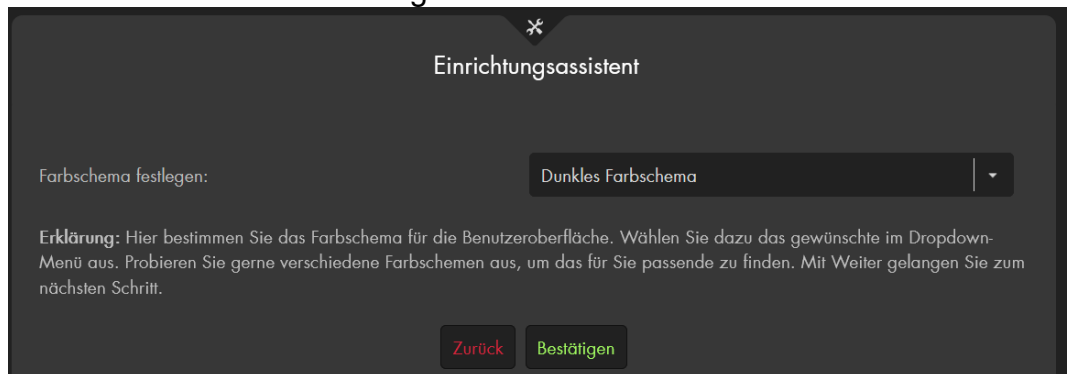 Einrichtungsassistent
Farbschema festlegen:
Dunkles Farbschema
Erklärung: Hier bestimmen Sie das Farbschema für die Benutzeroberfläche. Wählen Sie dazu das gewünschte im Dropdown-
Menü aus. Probieren Sie gerne verschiedene Farbschemen aus, um das für Sie passende zu finden. Mit Weiter gelangen Sie zum
nächsten Schritt.
Zurück
Bestätigen